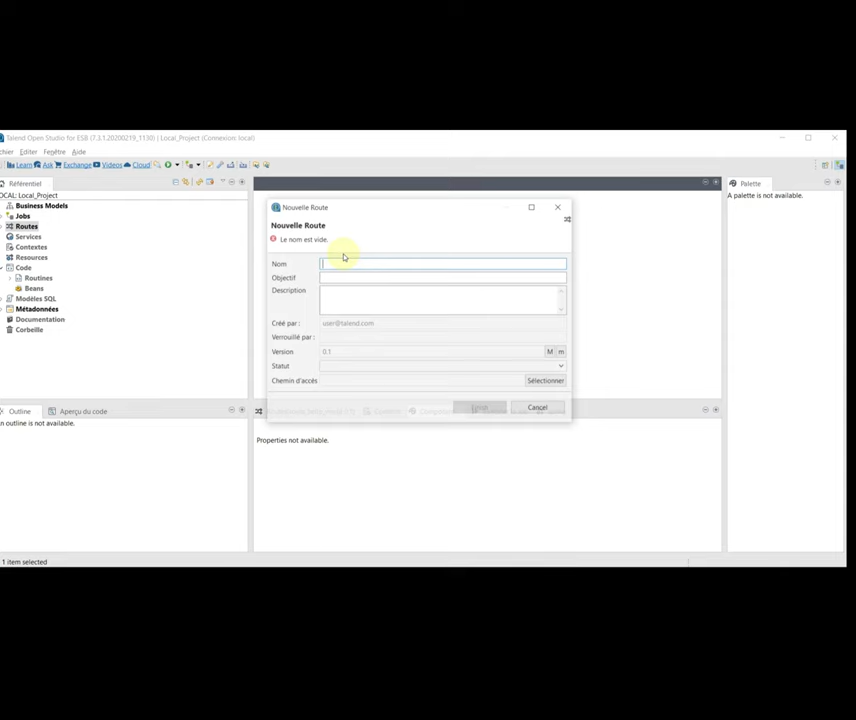 Talend Open Studio for ESB (7.3.1.20200219_1130) | Local_Project (Connexion: local)
chier Editer Fenêtre Aide
Learn Ask Exchange Videos Cloud
Référentiel
Palette
OCAL: Local_Project
A palette is not available.
Business Models
Jobs
Routes
Services
Contextes
Resources
Code
Routines
Beans
Modèles SQL
Métadonnées
Documentation
Corbeille
Nouvelle Route
Nouvelle Route
Le nom est vide.
Nom
Objectif
Description
Créé par : user@talend.com
Verrouillé par :
Version 0.1 M m
Statut
Chemin d'accès Sélectionner
Cancel
Outline Aperçu du code
n outline is not available.
Properties not available.
1 item selected